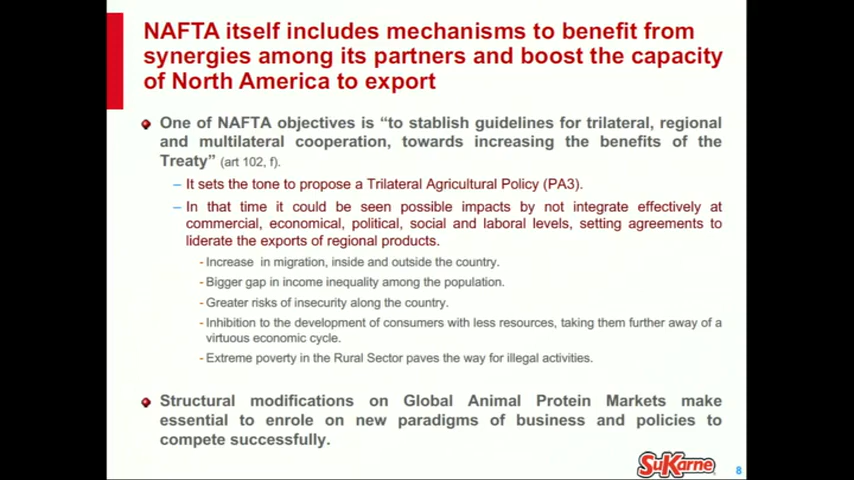 NAFTA itself includes mechanisms to benefit from
synergies among its partners and boost the capacity
of North America to export
One of NAFTA objectives is “to stablish guidelines for trilateral, regional
and multilateral cooperation, towards increasing the benefits of the
Treaty” (art 102, f).
– It sets the tone to propose a Trilateral Agricultural Policy (PA3).
– In that time it could be seen possible impacts by not integrate effectively at
commercial, economical, political, social and laboral levels, setting agreements to
liderate the exports of regional products.
- Increase in migration, inside and outside the country.
- Bigger gap in income inequality among the population.
- Greater risks of insecurity along the country.
- Inhibition to the development of consumers with less resources, taking them further away of a
virtuous economic cycle.
- Extreme poverty in the Rural Sector paves the way for illegal activities.
Structural modifications on Global Animal Protein Markets make
essential to enrole on new paradigms of business and policies to
compete successfully.
SuKarne
8